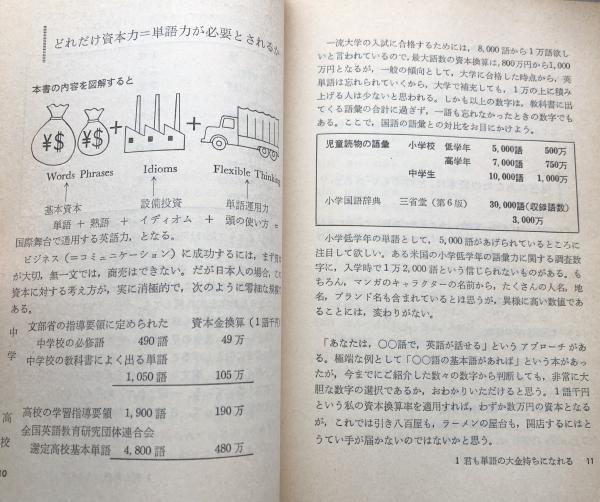 どれだけ資本力＝単語力が必要とされるか
本書の内容を図解すると
¥$ ¥$ + + 
Words Phrases Idioms Flexible Thinking
基本資本 設備投資 単語運用力
単語 + 熟語 + イディオム + 頭の使い方 =
国際舞台で通用する英語力，となる。
ビジネス（＝コミュニケーション）に成功するには，まず資
が大切，無一文では，商売はできない。だが日本人の場合，こ
資本に対する考え方が，実に消極的で，次のように零細な規模
ある。
中学
文部省の指導要領に定められた 資本金換算（1語千円）
中学校の必修語 490語 49万
中学校の教科書によく出る単語
1,050語 105万
高校
高校の学習指導要領 1,900語 190万
全国英語教育研究団体連合会
選定高校基本単語 4,800語 480万
10
一流大学の入試に合格するためには，8,000語から1万語欲し
いと言われているので，最大語数の資本換算は，800万円から1,000
万円となるが，一般の傾向として，大学に合格した時点から，英
単語は忘れられていくから，大学で補充しても，1万の上に積み
上げる人は少ないと思われる。しかも以上の数字は，教科書に出
てくる語彙の合計に過ぎず，一語も忘れなかったときの数字でも
ある。ここで，国語の語彙との対比をお目にかけよう。
児童読物の語彙 小学校 低学年 5,000語 500万
高学年 7,000語 750万
中学生 10,000語 1,000万
小学国語辞典 三省堂（第6版） 30,000語(収録語数)
3,000万
小学低学年の単語として，5,000語があげられているところに
注目して欲しい。ある米国の小学低学年の語彙力に関する調査数
字に，入学時で1万2,000語という信じられないものがある。も
ちろん，マンガのキャラクターの名前から，たくさんの人名，地
名，ブランド名も含まれているとは思うが，異様に高い数値であ
ることには，変わりがない。
「あなたは，〇〇語で，英語が話せる」というアプローチがあ
る。極端な例として「〇〇語の基本語があれば」という本があっ
たが，今までにご紹介した数々の数字から判断しても，非常に大
胆な数字の選択であるか，おわかりいただけると思う。1語千円
という私の資本換算率を適用すれば，わずか数万円の資本となる
が，これでは引き八百屋も，ラーメンの屋台も，開店するにはと
うてい手が届かないのではないかと思う。
1 君も単語の大金持ちになれる 11